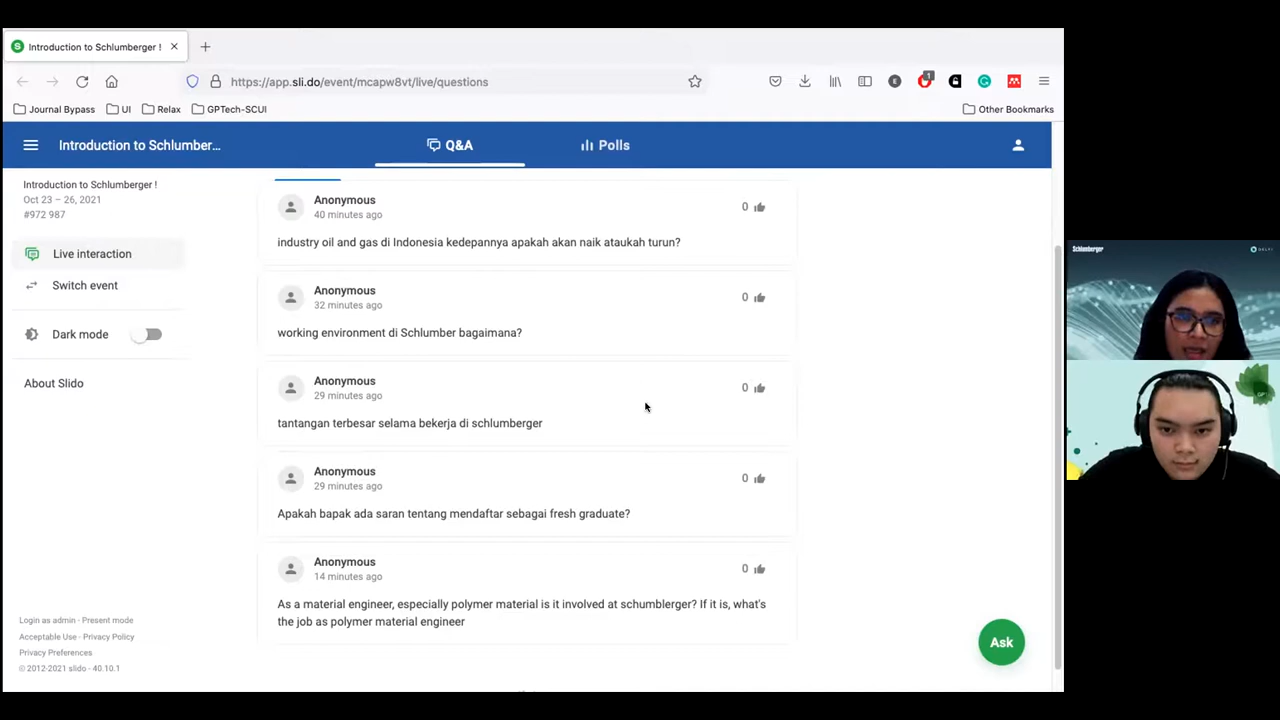 Introduction to Schlumberger !
https://app.sli.do/event/mcapw8vt/live/questions
1
Journal Bypass
UI
Relax
GPTech-SCUI
Other Bookmarks
Introduction to Schlumber...
Q&A
Polls
Introduction to Schlumberger !
Oct 23 – 26, 2021
#972 987
Live interaction
Switch event
Dark mode
About Slido
Anonymous
40 minutes ago
0
industry oil and gas di Indonesia kedepannya apakah akan naik ataukah turun?
Anonymous
32 minutes ago
0
working environment di Schlumber bagaimana?
Anonymous
29 minutes ago
0
tantangan terbesar selama bekerja di schlumberger
Anonymous
29 minutes ago
0
Apakah bapak ada saran tentang mendaftar sebagai fresh graduate?
Anonymous
14 minutes ago
0
As a material engineer, especially polymer material is it involved at schumblerger? If it is, what's
the job as polymer material engineer
Login as admin - Present mode
Acceptable Use - Privacy Policy
Privacy Preferences
© 2012-2021 slido - 40.10.1
Ask
Schlumberger